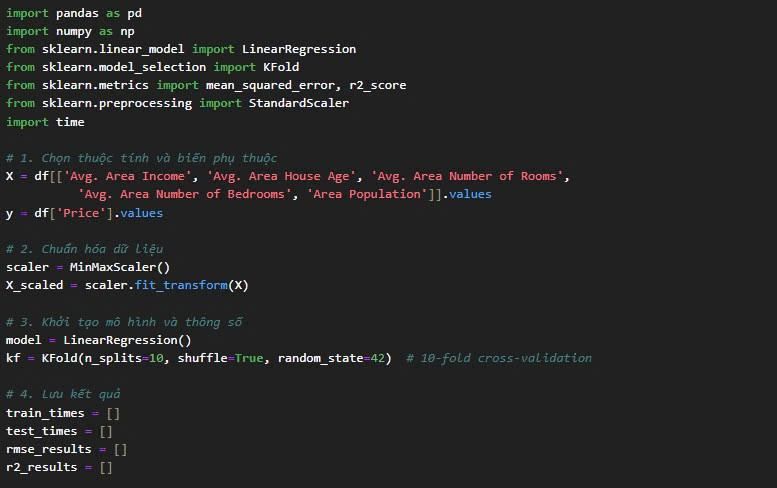 import pandas as pd
import numpy as np
from sklearn.linear_model import LinearRegression
from sklearn.model_selection import KFold
from sklearn.metrics import mean_squared_error, r2_score
from sklearn.preprocessing import StandardScaler
import time

# 1. Chọn thuộc tính và biến phụ thuộc
X = df[['Avg. Area Income', 'Avg. Area House Age', 'Avg. Area Number of Rooms',
        'Avg. Area Number of Bedrooms', 'Area Population']].values
y = df['Price'].values

# 2. Chuẩn hóa dữ liệu
scaler = MinMaxScaler()
X_scaled = scaler.fit_transform(X)

# 3. Khởi tạo mô hình và thông số
model = LinearRegression()
kf = KFold(n_splits=10, shuffle=True, random_state=42)  # 10-fold cross-validation

# 4. Lưu kết quả
train_times = []
test_times = []
rmse_results = []
r2_results = []